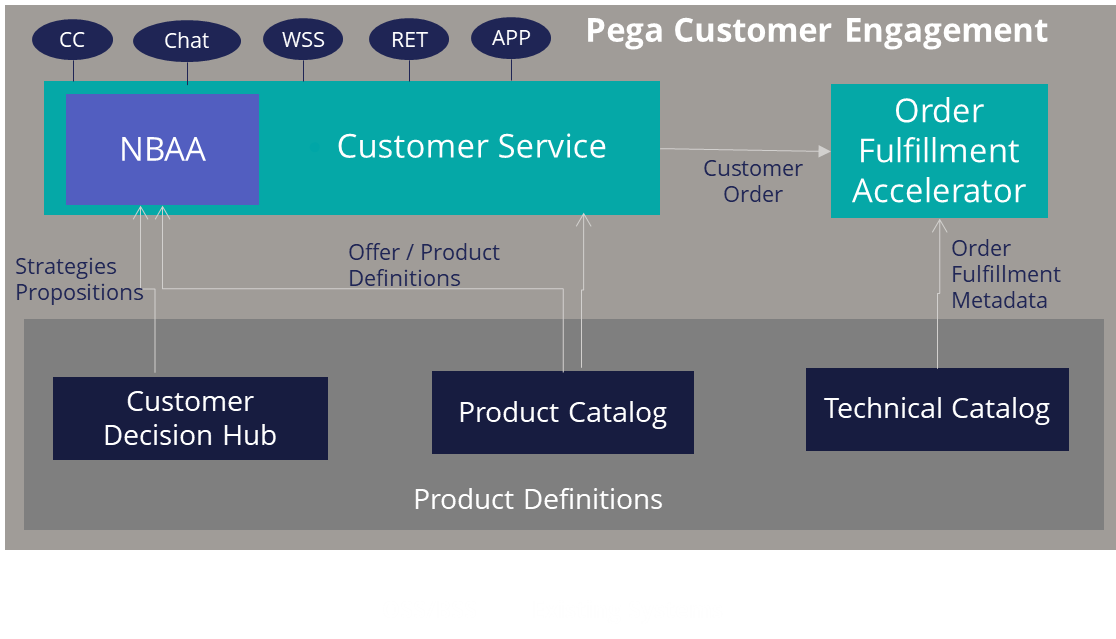 Pega Customer Engagement
CC
Chat
WSS
RET
APP
NBAA
Customer Service
Order
Fulfillment
Accelerator
Customer
Order
Strategies
Propositions
Offer / Product
Definitions
Order
Fulfillment
Metadata
Customer
Decision Hub
Product Catalog
Technical Catalog
Product Definitions